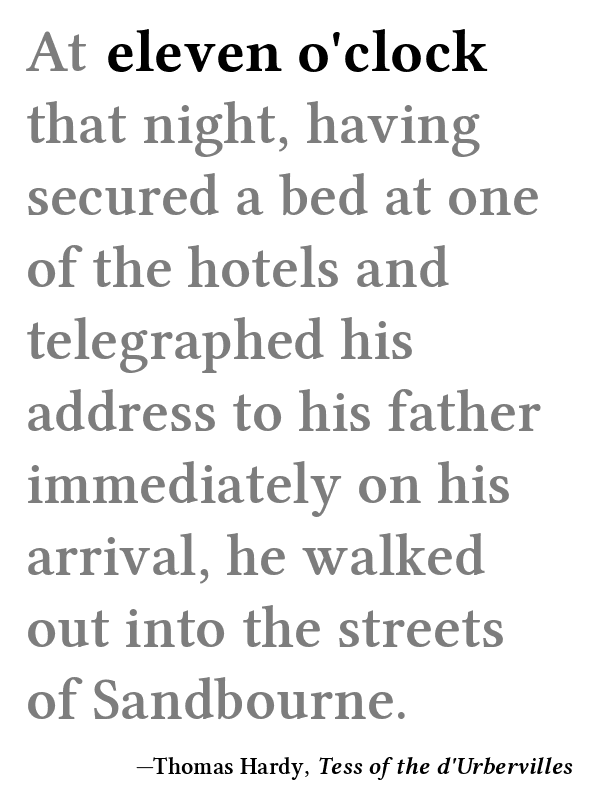 At eleven o'clock
that night, having
secured a bed at one
of the hotels and
telegraphed his
address to his father
immediately on his
arrival, he walked
out into the streets
of Sandbourne.
—Thomas Hardy, Tess of the d'Urbervilles